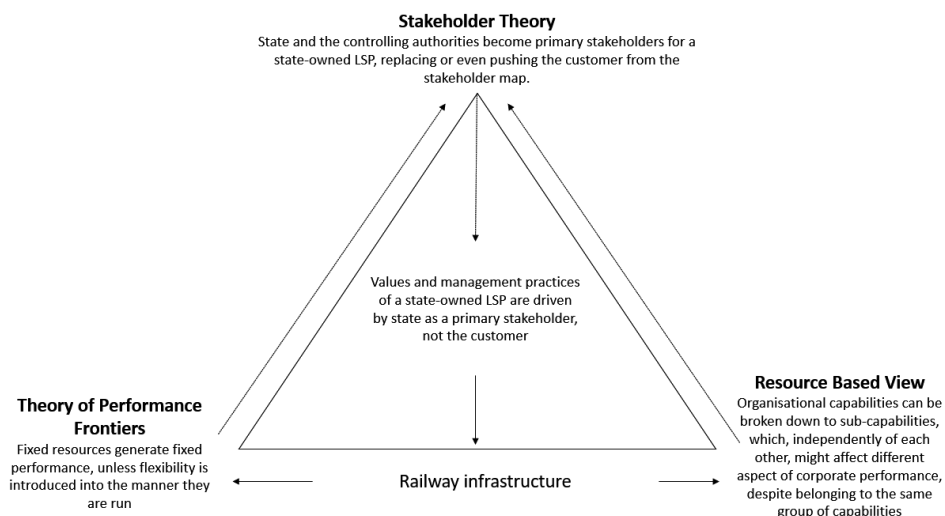 Stakeholder Theory
State and the controlling authorities become primary stakeholders for a
state-owned LSP, replacing or even pushing the customer from the
stakeholder map.
Values and management practices
of a state-owned LSP are driven
by state as a primary stakeholder,
not the customer
Theory of Performance
Frontiers
Fixed resources generate fixed
performance, unless flexibility is
introduced into the manner they
are run
Railway infrastructure
Resource Based View
Organisational capabilities can be
broken down to sub-capabilities,
which, independently of each
other, might affect different
aspect of corporate performance,
despite belonging to the same
group of capabilities